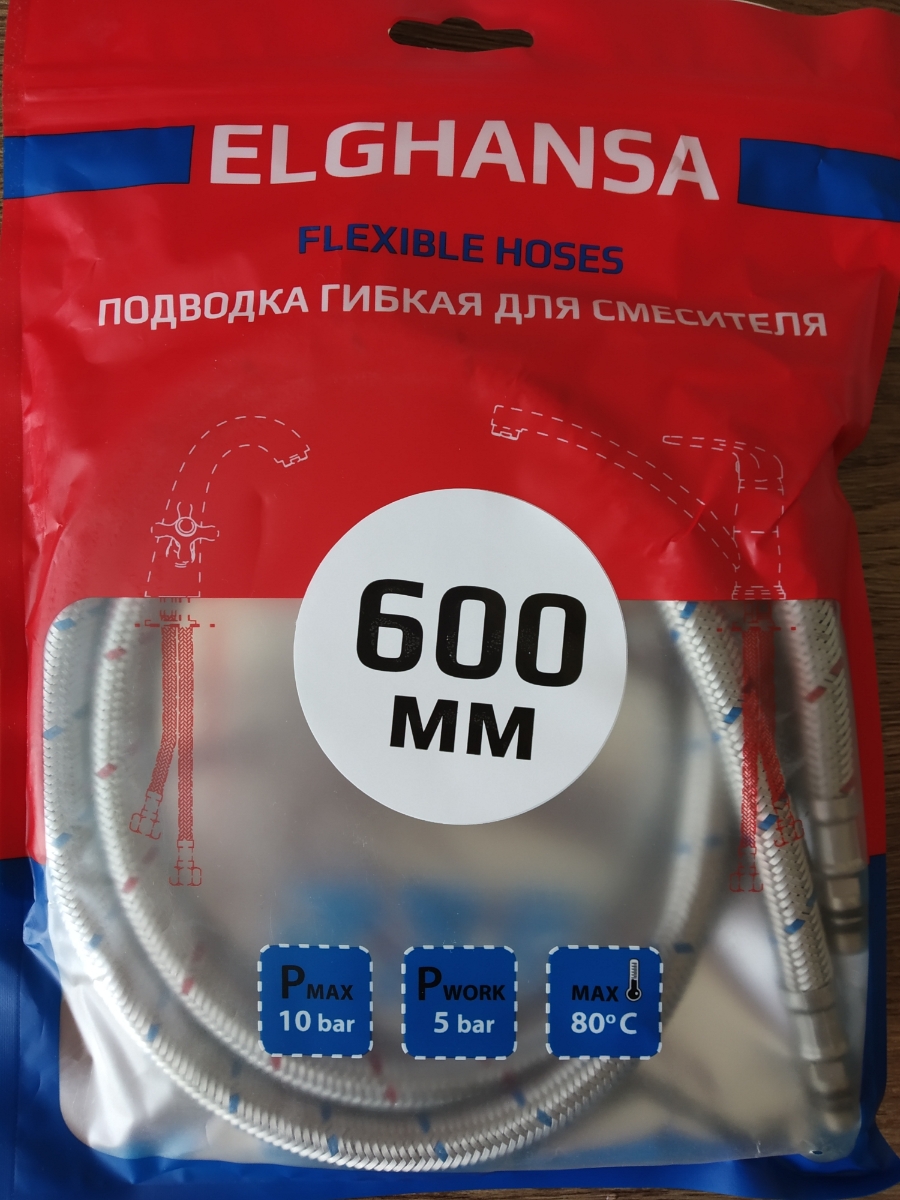 ELGHANSA
FLEXIBLE HOSES
ПОДВОДКА ГИБКАЯ ДЛЯ СМЕСИТЕЛЯ
600
мм
PMAX
10 bar
PWORK
5 bar
MAX
80°C